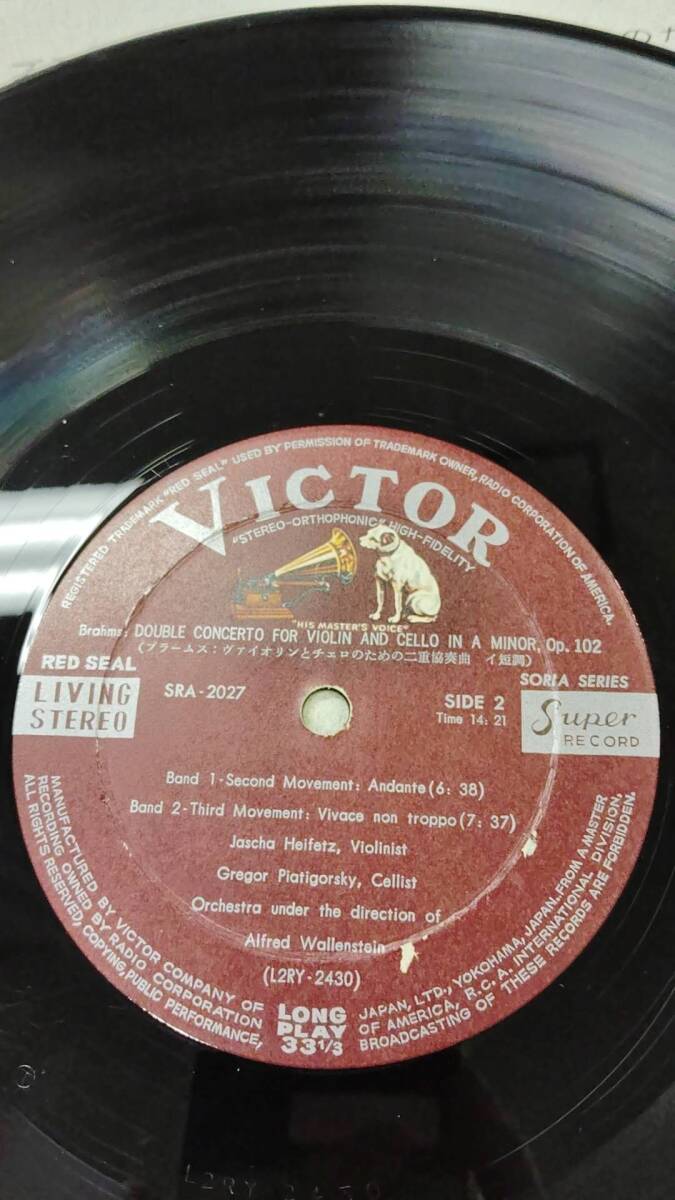 REGISTERED TRADEMARK "RED SEAL" USED BY PERMISSION OF TRADEMARK OWNER, RADIO CORPORATION OF AMERICA.
VICTOR
"STEREO-ORTHOPHONIC" HIGH-FIDELITY
"HIS MASTER'S VOICE"
Brahms: DOUBLE CONCERTO FOR VIOLIN AND CELLO IN A MINOR, Op. 102
(ブラームス：ヴァイオリンとチェロのための二重協奏曲 イ短調)
RED SEAL
LIVING
STEREO
SRA-2027
SIDE 2
Time 14: 21
SORIA SERIES
Super
RECORD
Band 1-Second Movement: Andante (6: 38)
Band 2-Third Movement: Vivace non troppo (7: 37)
Jascha Heifetz, Violinist
Gregor Piatigorsky, Cellist
Orchestra under the direction of
Alfred Wallenstein
(L2RY-2430)
LONG
PLAY
33 1/3
MANUFACTURED BY VICTOR COMPANY OF JAPAN, LTD., YOKOHAMA, JAPAN. FROM A MASTER
RECORDING OWNED BY RADIO CORPORATION OF AMERICA, R.C.A. INTERNATIONAL DIVISION.
ALL RIGHTS RESERVED, COPYING, PUBLIC PERFORMANCE, BROADCASTING OF THESE RECORDS ARE FORBIDDEN.
L2RY 2430